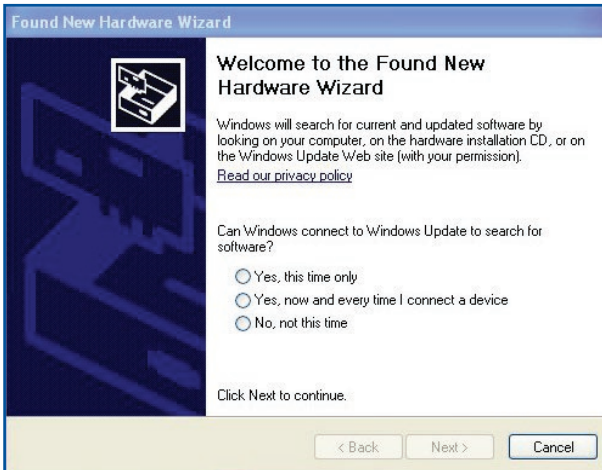 Found New Hardware Wizard
Welcome to the Found New
Hardware Wizard
Windows will search for current and updated software by
looking on your computer, on the hardware installation CD, or on
the Windows Update Web site (with your permission).
Read our privacy policy
Can Windows connect to Windows Update to search for
software?
Yes, this time only
Yes, now and every time I connect a device
No, not this time
Click Next to continue.
< Back
Next >
Cancel